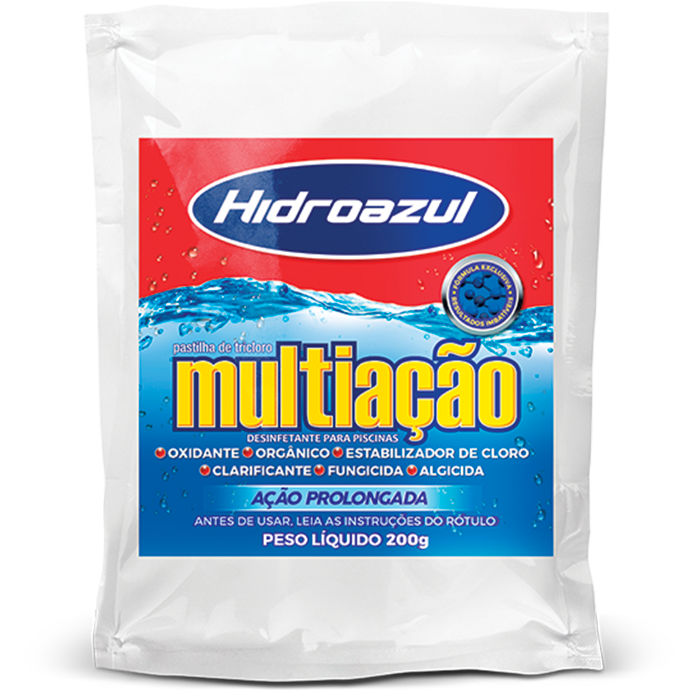 Hidroazul
FÓRMULA EXCLUSIVA
RESULTADOS IMBATÍVEIS
pastilha de tricloro
multiação
DESINFETANTE PARA PISCINAS
OXIDANTE ORGÂNICO ESTABILIZADOR DE CLORO
CLARIFICANTE FUNGICIDA ALGICIDA
AÇÃO PROLONGADA
ANTES DE USAR, LEIA AS INSTRUÇÕES DO RÓTULO
PESO LÍQUIDO 200g